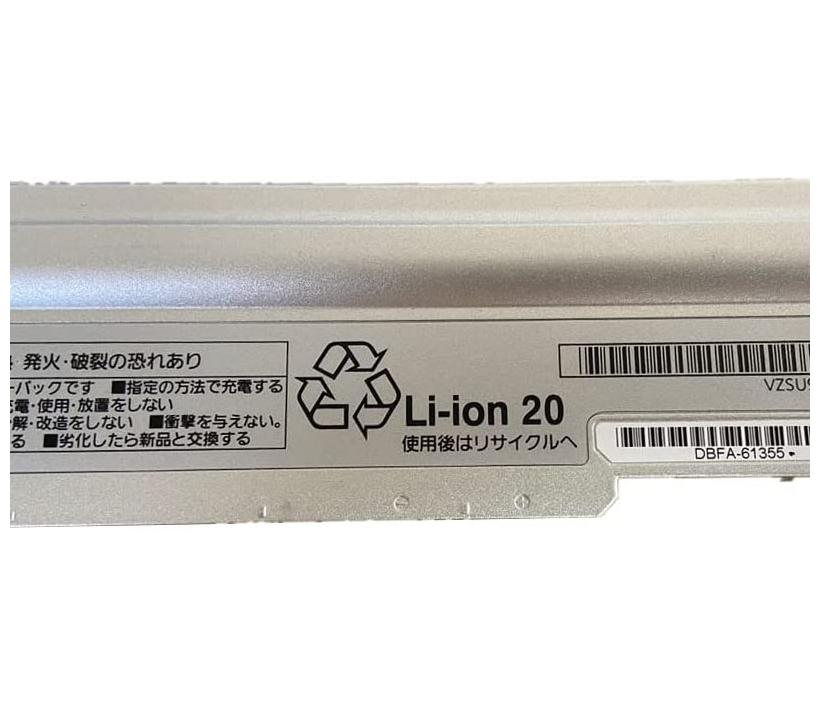 発火・破裂の恐れあり
ーパックです ■指定の方法で充電する
電・使用・放置をしない
解・改造をしない ■衝撃を与えない。
る ■劣化したら新品と交換する
Li-ion 20
使用後はリサイクルへ
VZSU9
DBFA-61355